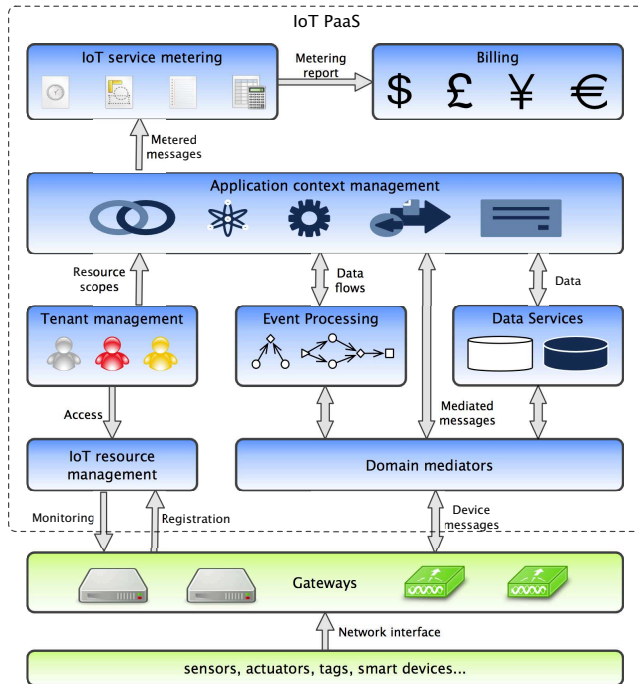 IoT PaaS
IoT service metering
Metering
report
Billing
$ £ ¥ €
Metered
messages
Application context management
Resource
scopes
Data
flows
Data
Tenant management
Event Processing
Data Services
Access
Mediated
messages
IoT resource
management
Domain mediators
Monitoring
Registration
Device
messages
Gateways
Network interface
sensors, actuators, tags, smart devices...